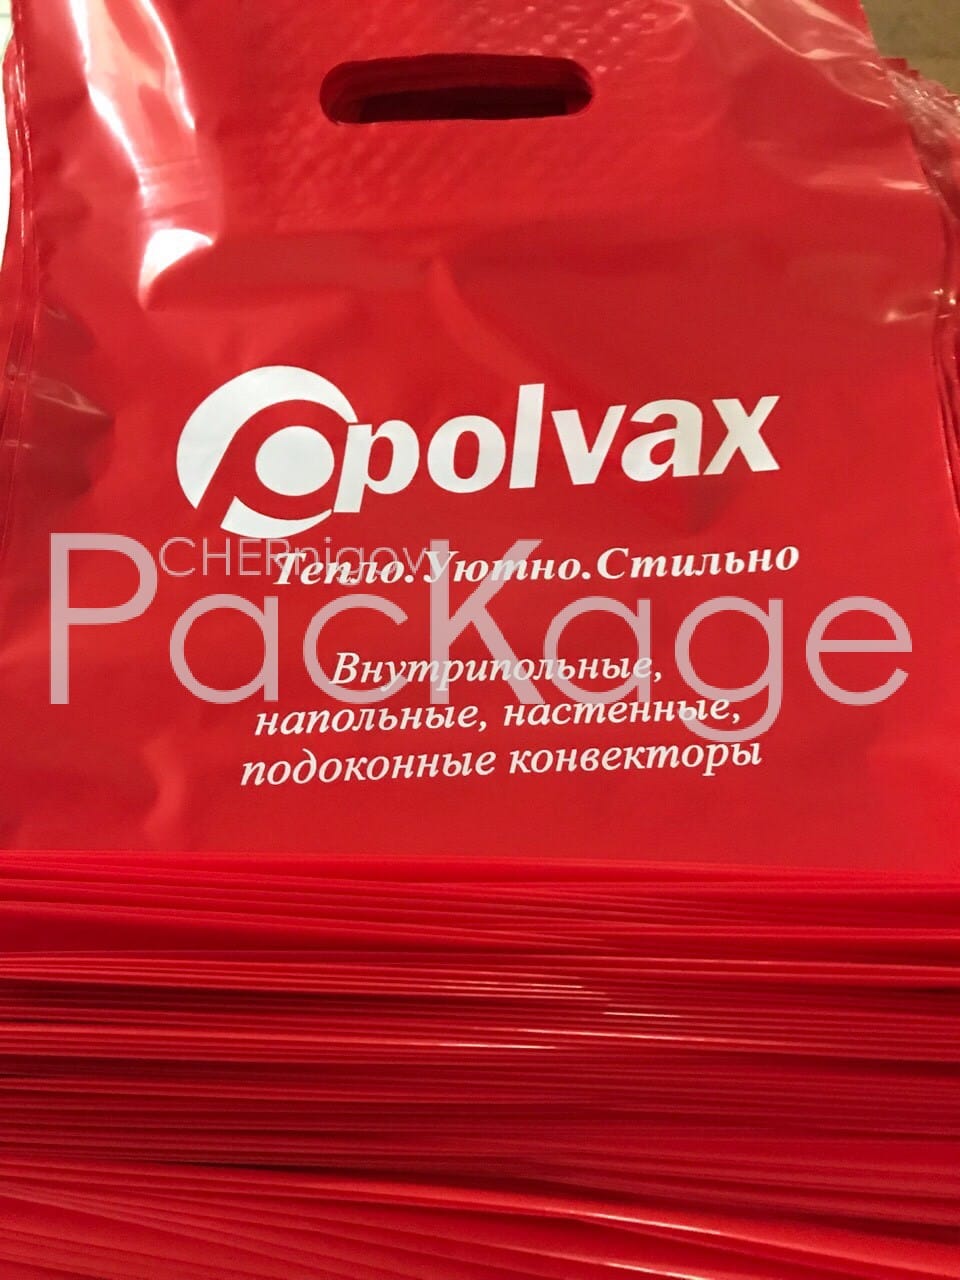 polvax
CHERnigov
Тепло.Уютно.Стильно
PacKage
Внутрипольные,
напольные, настенные,
подоконные конвекторы